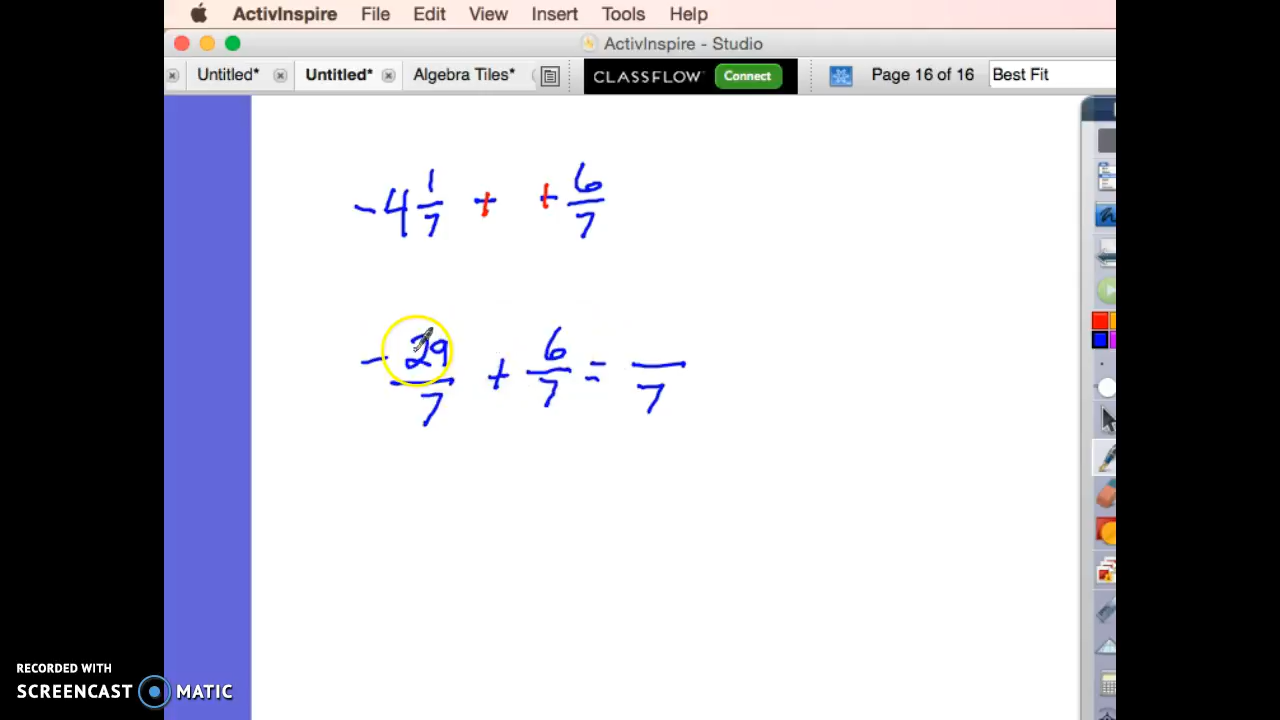 ActivInspire File Edit View Insert Tools Help
ActivInspire - Studio
Untitled* Untitled* Algebra Tiles* CLASSFLOW Connect Page 16 of 16 Best Fit
-4 1/7 + + 6/7
- 29/7 + 6/7 = /7
RECORDED WITH
SCREENCAST MATIC